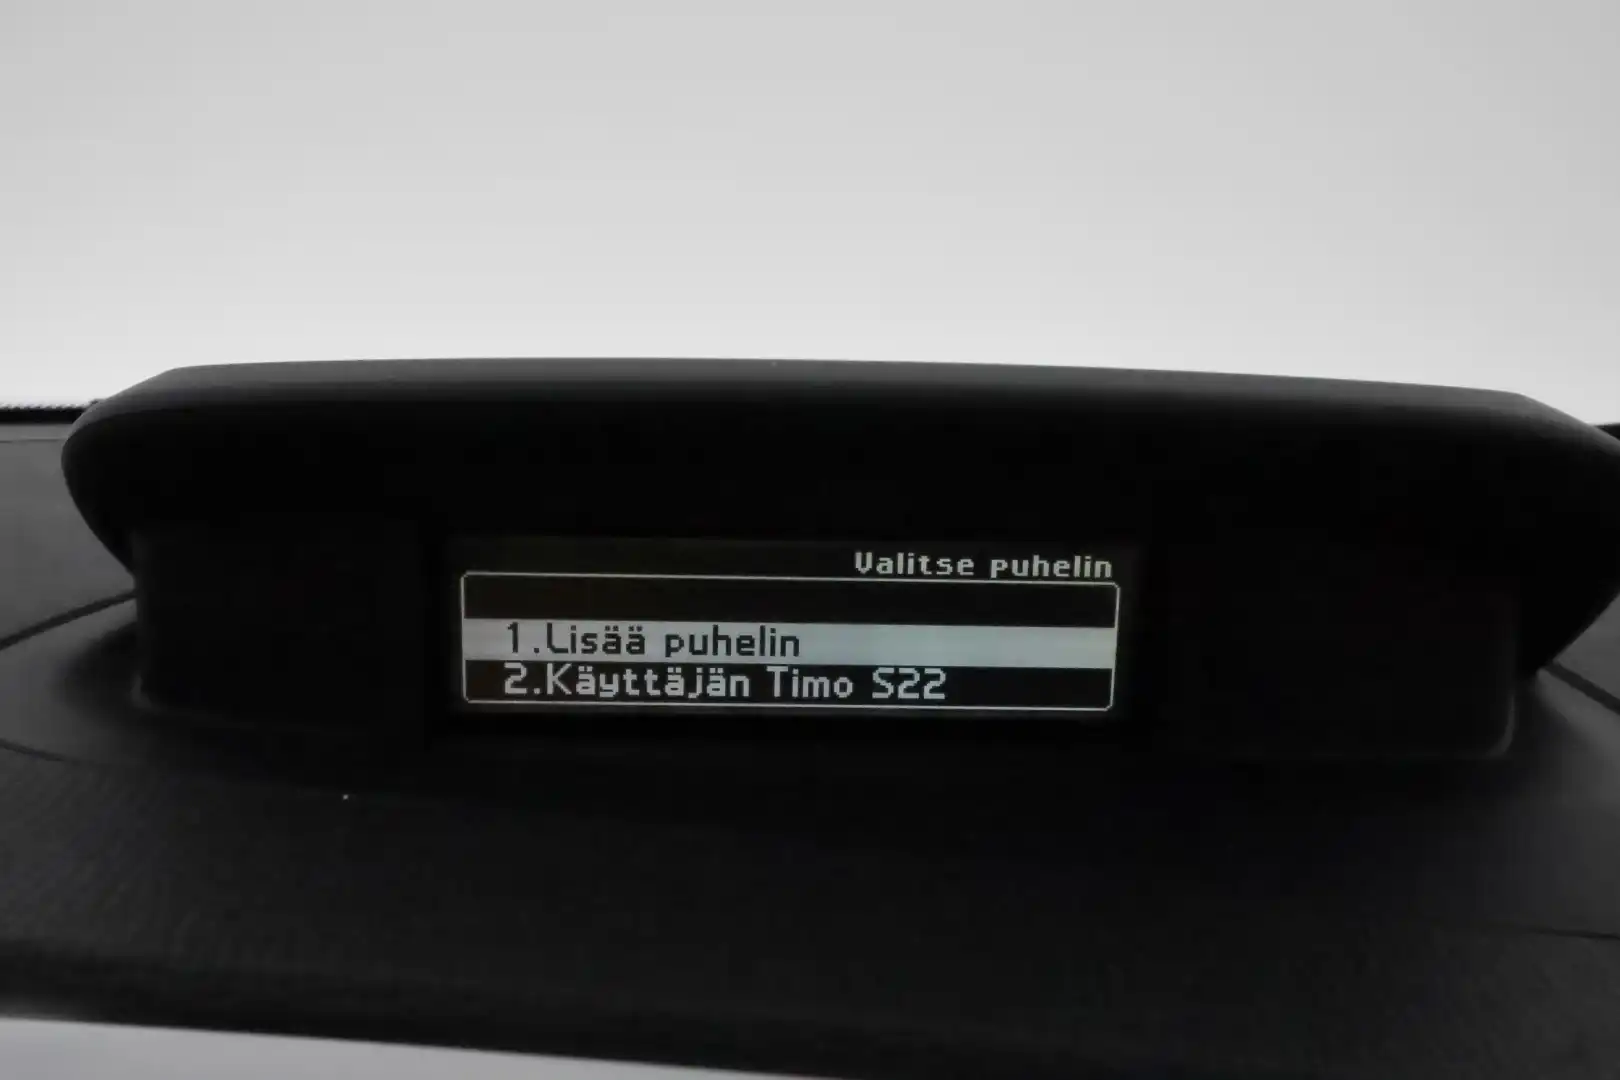 Valitse puhelin
1.Lisää puhelin
2.Käyttäjän Timo S22